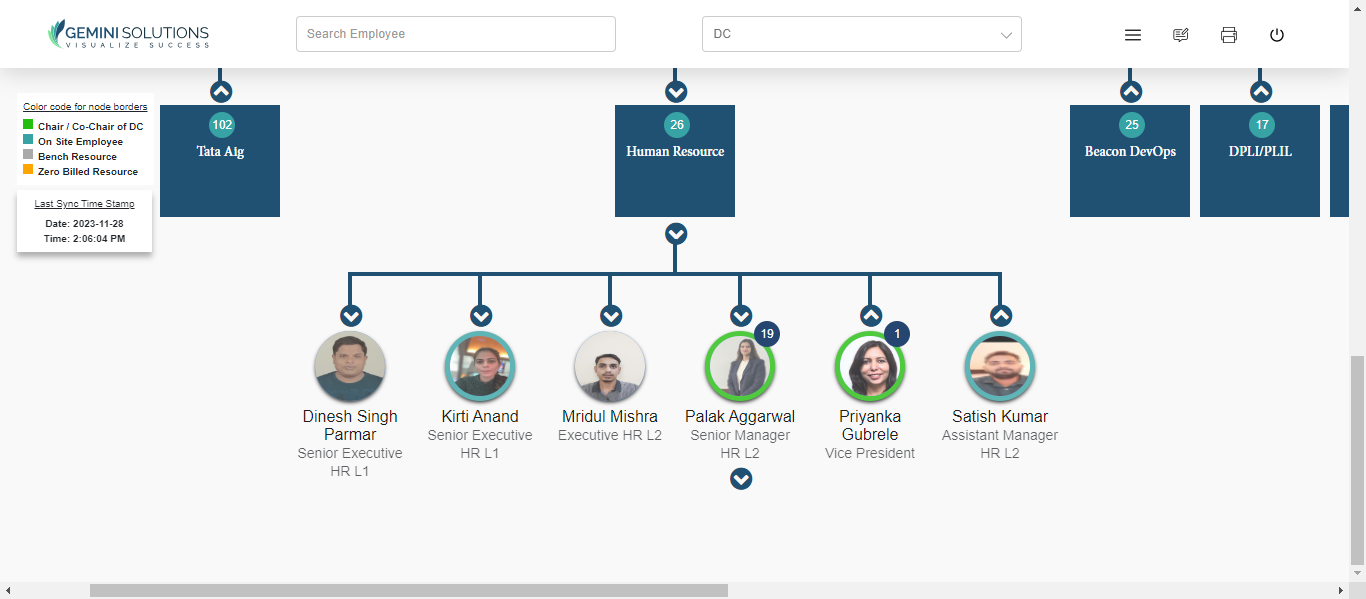 GEMINI SOLUTIONS
VISUALIZE SUCCESS
Search Employee
DC
Color code for node borders
Chair / Co-Chair of DC
On Site Employee
Bench Resource
Zero Billed Resource
Last Sync Time Stamp
Date: 2023-11-28
Time: 2:06:04 PM
102
Tata Aig
26
Human Resource
25
Beacon DevOps
17
DPLI/PLIL
Dinesh Singh
Parmar
Senior Executive
HR L1
Kirti Anand
Senior Executive
HR L1
Mridul Mishra
Executive HR L2
19
Palak Aggarwal
Senior Manager
HR L2
1
Priyanka
Gubrele
Vice President
Satish Kumar
Assistant Manager
HR L2